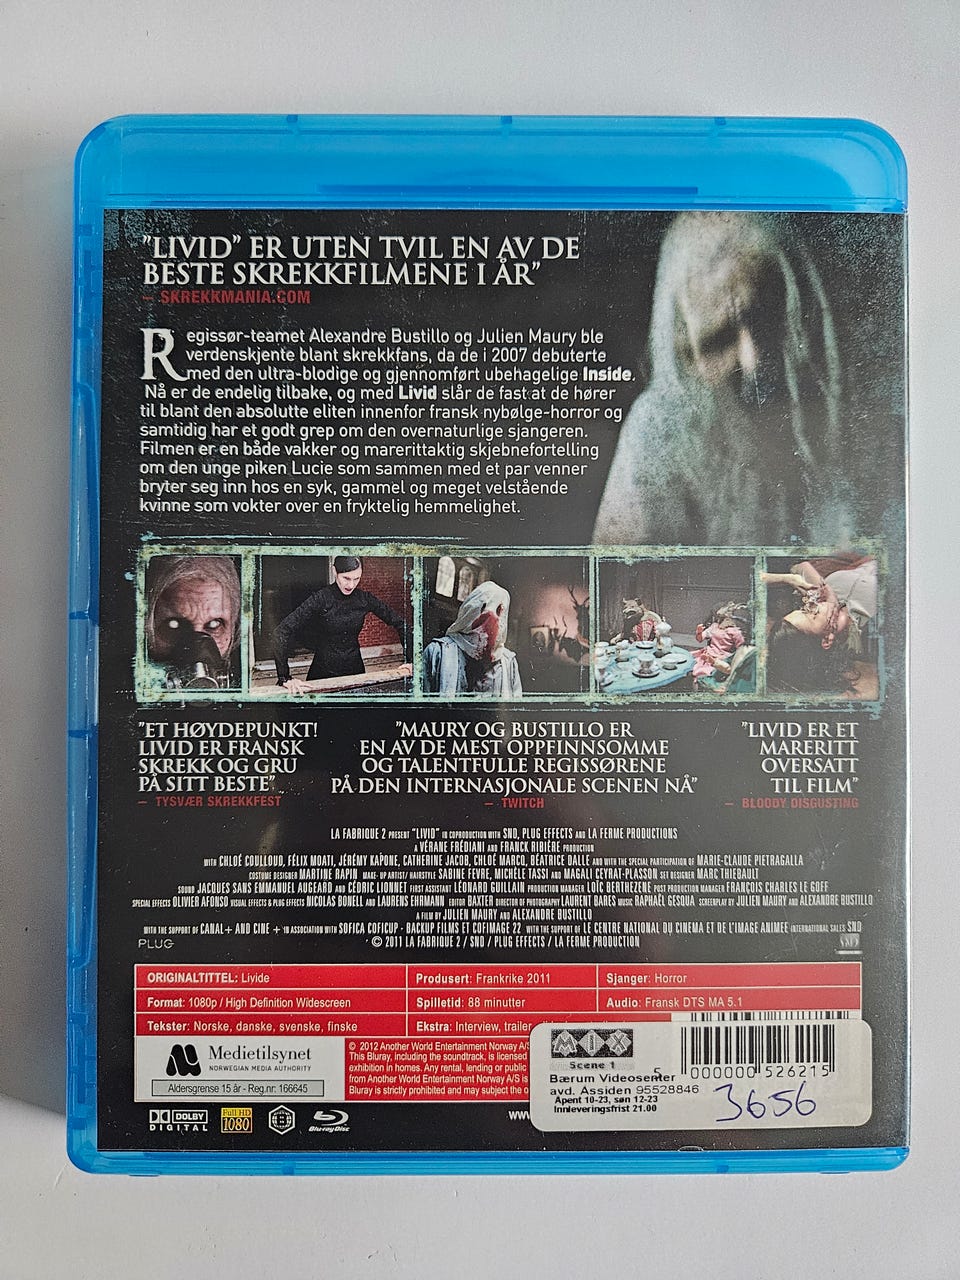 "LIVID" ER UTEN TVIL EN AV DE
BESTE SKREKKFILMENE I ÅR"
– SKREKKMANIA.COM
Regissør-teamet Alexandre Bustillo og Julien Maury ble
verdenskjente blant skrekkfans, da de i 2007 debuterte
med den ultra-blodige og gjennomført ubehagelige Inside.
Nå er de endelig tilbake, og med Livid slår de fast at de hører
til blant den absolutte eliten innenfor fransk nybølge-horror og
samtidig har et godt grep om den overnaturlige sjangeren.
Filmen er en både vakker og marerittaktig skjebnefortelling
om den unge piken Lucie som sammen med et par venner
bryter seg inn hos en syk, gammel og meget velstående
kvinne som vokter over en fryktelig hemmelighet.
"ET HØYDEPUNKT!
LIVID ER FRANSK
SKREKK OG GRU
PÅ SITT BESTE"
– TYSVÆR SKREKKFEST
"MAURY OG BUSTILLO ER
EN AV DE MEST OPPFINNSOMME
OG TALENTFULLE REGISSØRENE
PÅ DEN INTERNASJONALE SCENEN NÅ"
– TWITCH
"LIVID ER ET
MARERITT
OVERSATT
TIL FILM"
– BLOODY DISGUSTING
LA FABRIQUE 2 PRESENT "LIVID" IN COPRODUCTION WITH SND, PLUG EFFECTS AND LA FERME PRODUCTIONS
A VÉRANE FRÉDIANI AND FRANCK RIBIÈRE PRODUCTION
WITH CHLOÉ COULLOUD, FÉLIX MOATI, JÉRÉMY KAPONE, CATHERINE JACOB, CHLOÉ MARCQ, BÉATRICE DALLE AND WITH THE SPECIAL PARTICIPATION OF MARIE-CLAUDE PIETRAGALLA
COSTUME DESIGNER MARTINE RAPIN MAKE-UP ARTIST / HAIRSTYLE SABINE FEVRE, MICHÈLE TASSI AND MAGALI CEYRAT-PLASSON SET DESIGNER MARC THIEBAULT
SOUND JACQUES SANS EMMANUEL AUGEARD AND CÉDRIC LIONNET FIRST ASSISTANT LÉONARD GUILLAIN PRODUCTION MANAGER LOÏC BERTHEZENE POST PRODUCTION MANAGER FRANÇOIS CHARLES LE GOFF
SPECIAL EFFECTS OLIVIER AFONSO VISUAL EFFECTS & PLUG EFFECTS NICOLAS BONELL AND LAURENS EHRMANN EDITOR BAXTER DIRECTOR OF PHOTOGRAPHY LAURENT BARES MUSIC RAPHAËL GESQUA SCREENPLAY BY JULIEN MAURY AND ALEXANDRE BUSTILLO
A FILM BY JULIEN MAURY AND ALEXANDRE BUSTILLO
WITH THE SUPPORT OF CANAL+ AND CINE + IN ASSOCIATION WITH SOFICA COFICUP - BACKUP FILMS ET COFIMAGE 22 WITH THE SUPPORT OF LE CENTRE NATIONAL DU CINEMA ET DE L'IMAGE ANIMEE INTERNATIONAL SALES SND
PLUG © 2011 LA FABRIQUE 2 / SND / PLUG EFFECTS / LA FERME PRODUCTION SND
ORIGINALTITTEL: Livide Produsert: Frankrike 2011 Sjanger: Horror
Format: 1080p / High Definition Widescreen Spilletid: 88 minutter Audio: Fransk DTS MA 5.1
Tekster: Norske, danske, svenske, finske Ekstra: Interview, trailer
Medietilsynet
NORWEGIAN MEDIA AUTHORITY
Aldersgrense 15 år - Reg.nr: 166645
© 2012 Another World Entertainment Norway A/S
This Bluray, including the soundtrack, is licensed
exhibition in homes. Any rental, lending or public
from Another World Entertainment Norway A/S is
Bluray is strictly prohibited and may subject the o
DOLBY
DIGITAL
Full HD
1080
Blu-ray Disc
www
MIX
Scene 1
Bærum Videosenter
avd. Assiden 95528846
Åpent 10-23, søn 12-23
Innleveringsfrist 21.00
5 000000 526215
3656